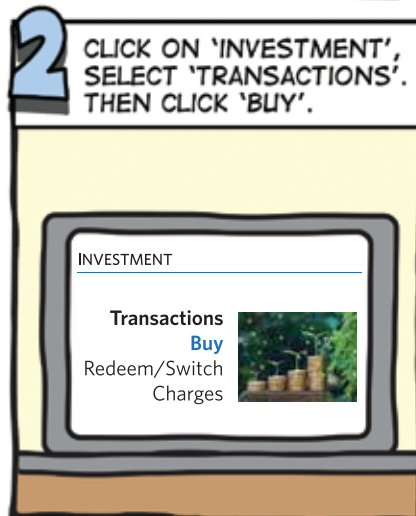 2
CLICK ON ‘INVESTMENT’,
SELECT ‘TRANSACTIONS’.
THEN CLICK ‘BUY’.
INVESTMENT
Transactions
Buy
Redeem/Switch
Charges